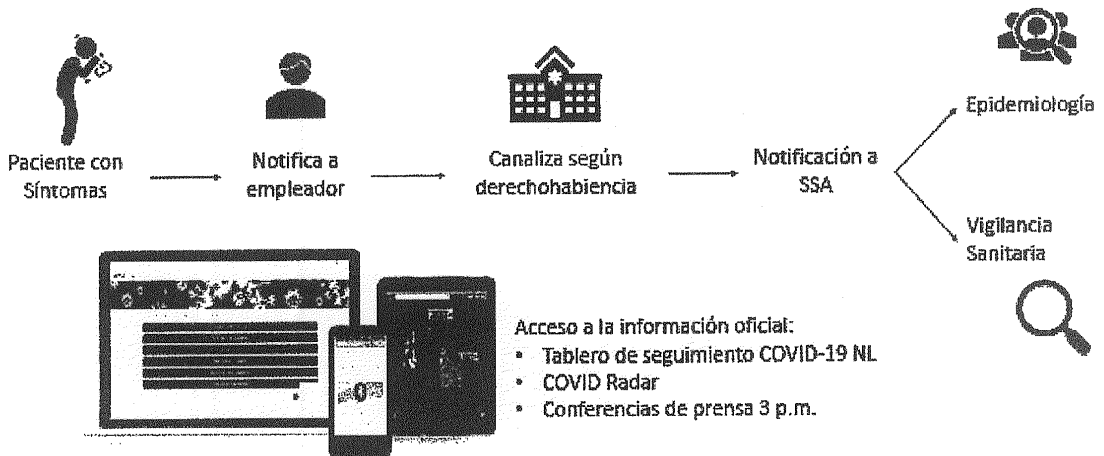 Paciente con
Síntomas
Notifica a
empleador
Canaliza según
derechohabiencia
Notificación a
SSA
Epidemiología
Vigilancia
Sanitaria
Acceso a la información oficial:
• Tablero de seguimiento COVID-19 NL
• COVID Radar
• Conferencias de prensa 3 p.m.